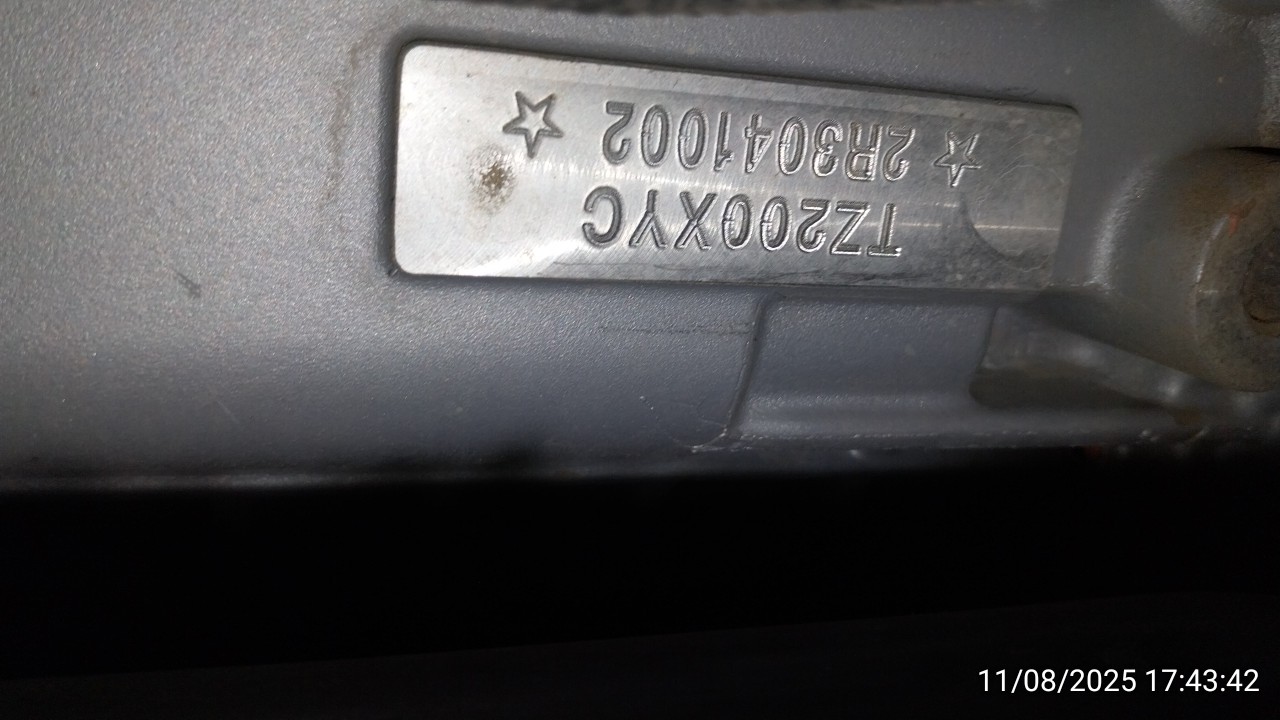 TZ200XYC
☆ 2R3041002 ☆
11/08/2025 17:43:42